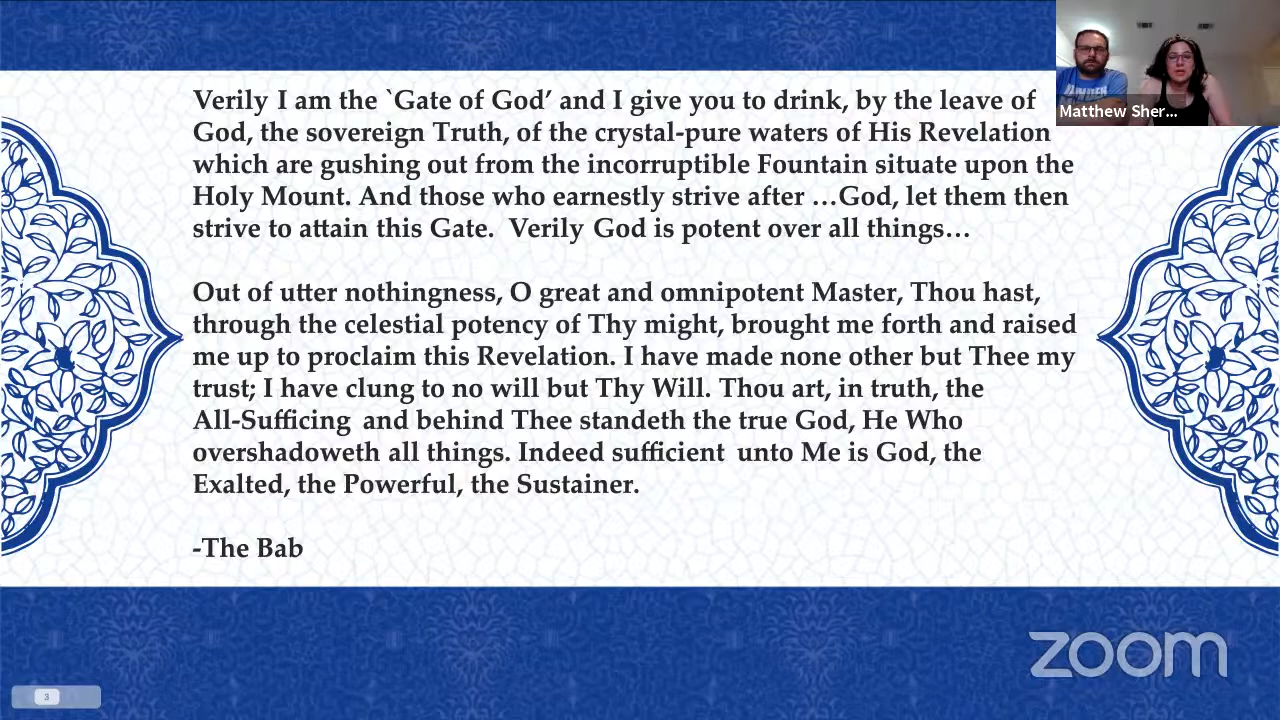 Verily I am the `Gate of God’ and I give you to drink, by the leave of
God, the sovereign Truth, of the crystal-pure waters of His Revelation
which are gushing out from the incorruptible Fountain situate upon the
Holy Mount. And those who earnestly strive after …God, let them then
strive to attain this Gate.  Verily God is potent over all things…
Out of utter nothingness, O great and omnipotent Master, Thou hast,
through the celestial potency of Thy might, brought me forth and raised
me up to proclaim this Revelation. I have made none other but Thee my
trust; I have clung to no will but Thy Will. Thou art, in truth, the
All-Sufficing  and behind Thee standeth the true God, He Who
overshadoweth all things. Indeed sufficient  unto Me is God, the
Exalted, the Powerful, the Sustainer.
-The Bab
Matthew Sher...
zoom
3